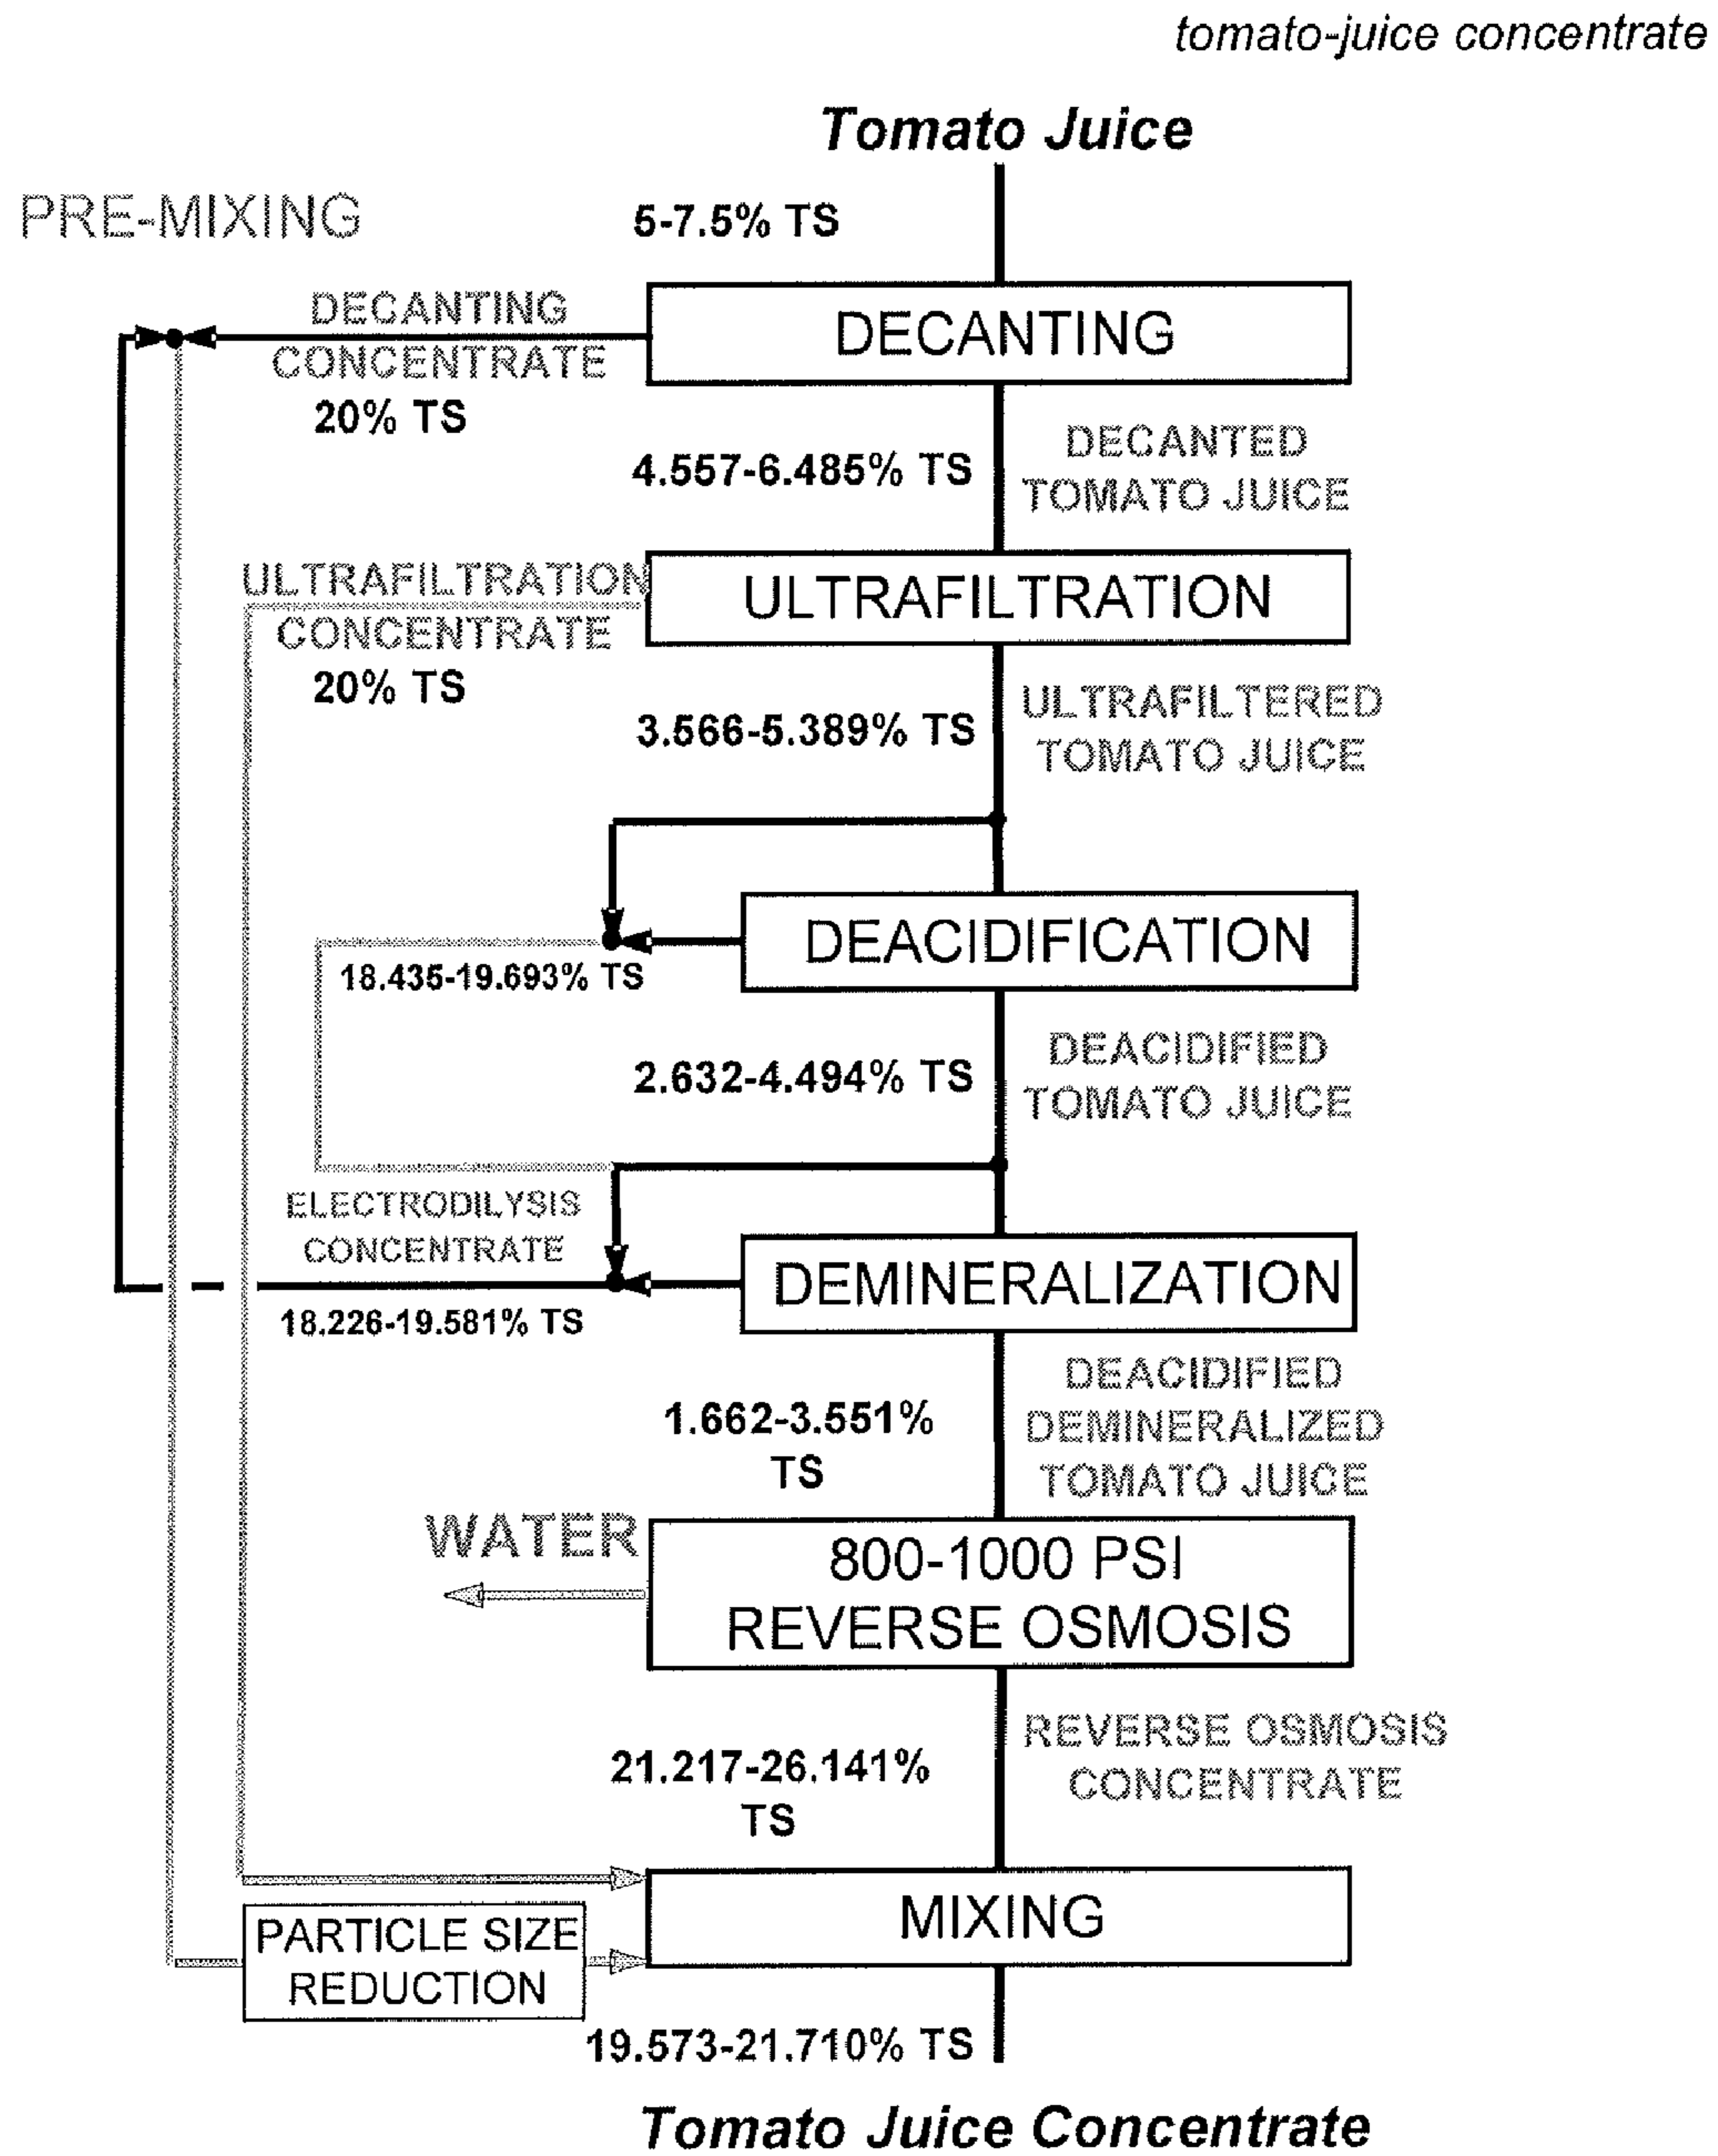 tomato-juice concentrate
Tomato Juice
PRE-MIXING
5-7.5% TS
DECANTING
CONCENTRATE
20% TS
DECANTING
4.557-6.485% TS
DECANTED
TOMATO JUICE
ULTRAFILTRATION
CONCENTRATE
20% TS
ULTRAFILTRATION
3.566-5.389% TS
ULTRAFILTERED
TOMATO JUICE
DEACIDIFICATION
18.435-19.693% TS
2.632-4.494% TS
DEACIDIFIED
TOMATO JUICE
ELECTRODILYSIS
CONCENTRATE
18.226-19.581% TS
DEMINERALIZATION
1.662-3.551%
TS
DEACIDIFIED
DEMINERALIZED
TOMATO JUICE
WATER
800-1000 PSI
REVERSE OSMOSIS
21.217-26.141%
TS
REVERSE OSMOSIS
CONCENTRATE
MIXING
PARTICLE SIZE
REDUCTION
19.573-21.710% TS
Tomato Juice Concentrate